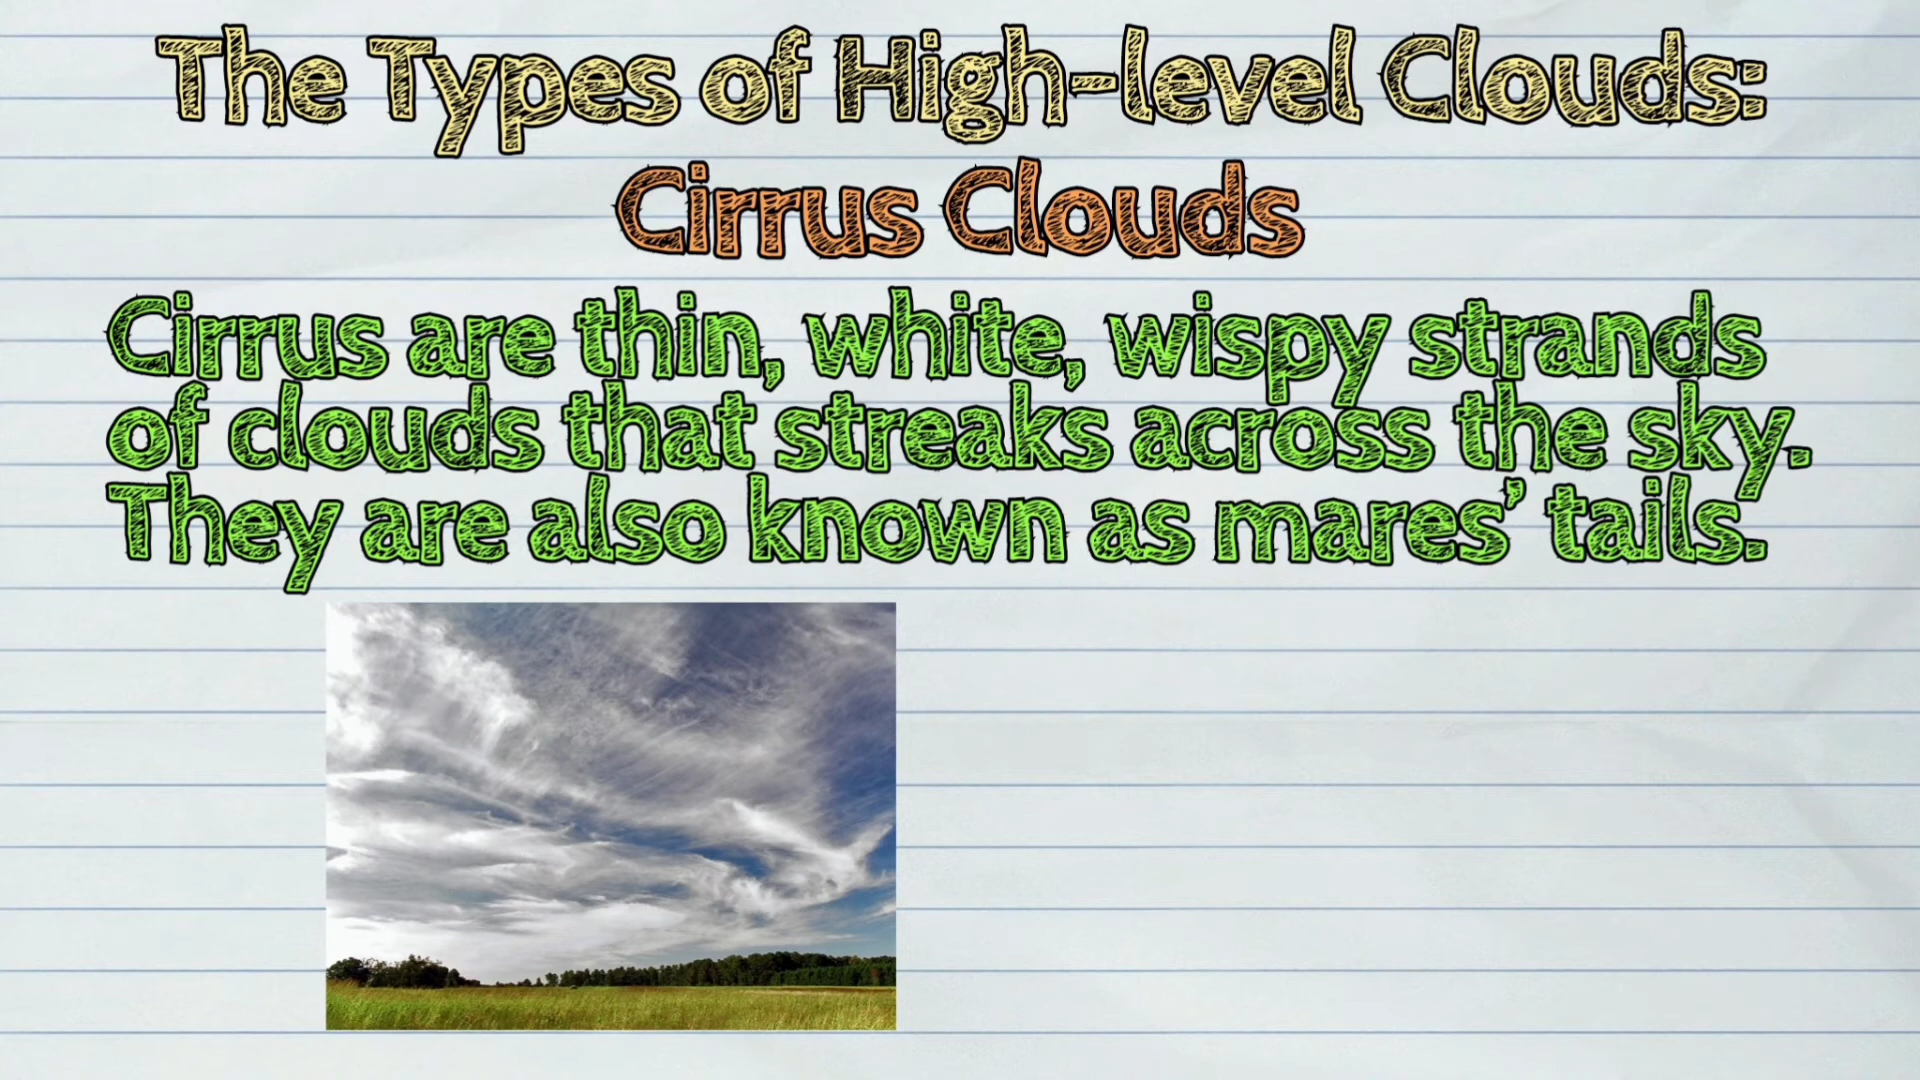 The Types of High-level Clouds:
Cirrus Clouds
Cirrus are thin, white, wispy strands
of clouds that streaks across the sky.
They are also known as mares’ tails.